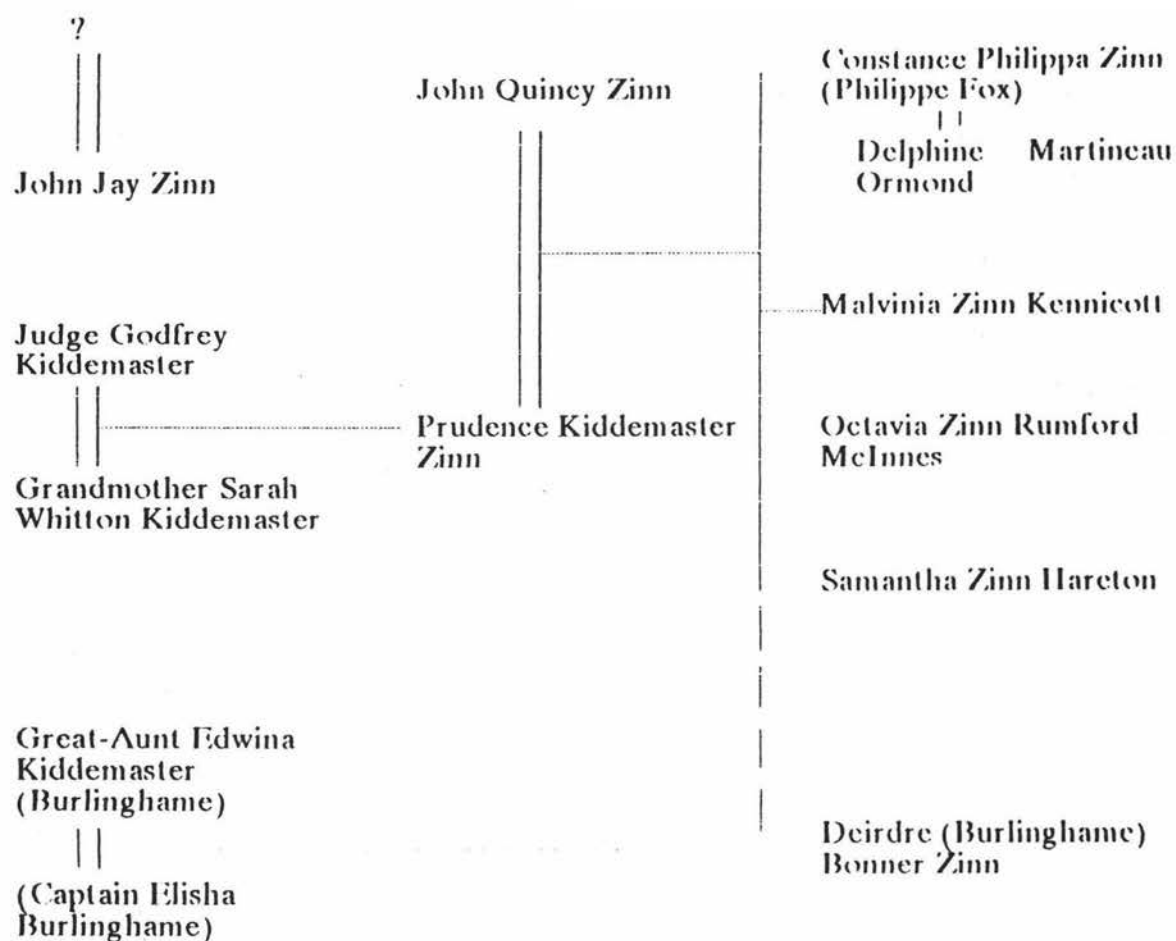 ?
John Jay Zinn
Judge Godfrey
Kiddemaster
Grandmother Sarah
Whitton Kiddemaster
Great-Aunt Edwina
Kiddemaster
(Burlinghame)
(Captain Elisha
Burlinghame)
John Quincy Zinn
Prudence Kiddemaster
Zinn
Constance Philippa Zinn
(Philippe Fox)
Delphine Martineau
Ormond
Malvinia Zinn Kennicott
Octavia Zinn Rumford
McInnes
Samantha Zinn Hareton
Deirdre (Burlinghame)
Bonner Zinn